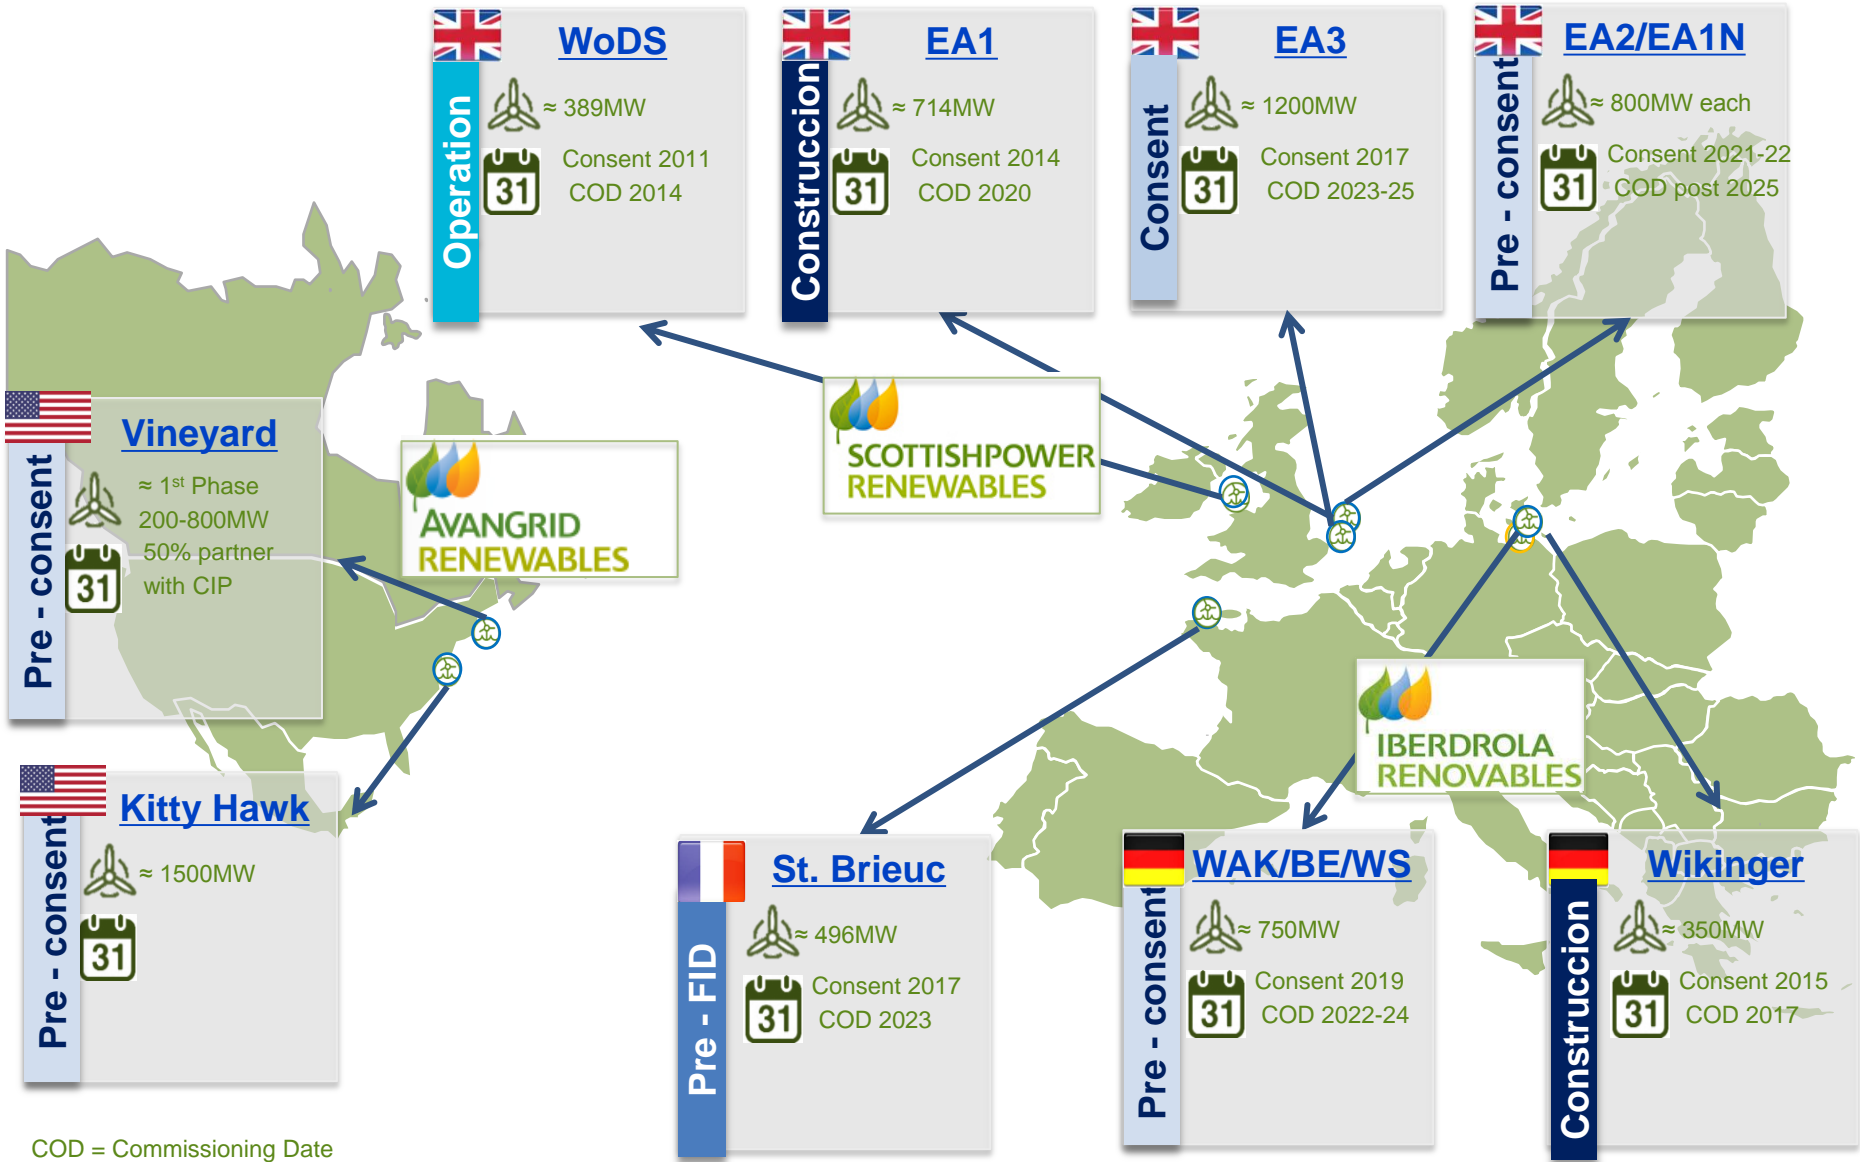 WoDS
Operation
≈ 389MW
31
Consent 2011
COD 2014
EA1
Construccion
≈ 714MW
31
Consent 2014
COD 2020
EA3
Consent
≈ 1200MW
31
Consent 2017
COD 2023-25
EA2/EA1N
Pre - consent
≈ 800MW each
31
Consent 2021-22
COD post 2025
SCOTTISHPOWER
RENEWABLES
Vineyard
Pre - consent
≈ 1st Phase
200-800MW
50% partner
with CIP
31
AVANGRID
RENEWABLES
IBERDROLA
RENOVABLES
Kitty Hawk
Pre - consent
≈ 1500MW
31
St. Brieuc
Pre - FID
≈ 496MW
31
Consent 2017
COD 2023
WAK/BE/WS
Pre - consent
≈ 750MW
31
Consent 2019
COD 2022-24
Wikinger
Construccion
≈ 350MW
31
Consent 2015
COD 2017
COD = Commissioning Date